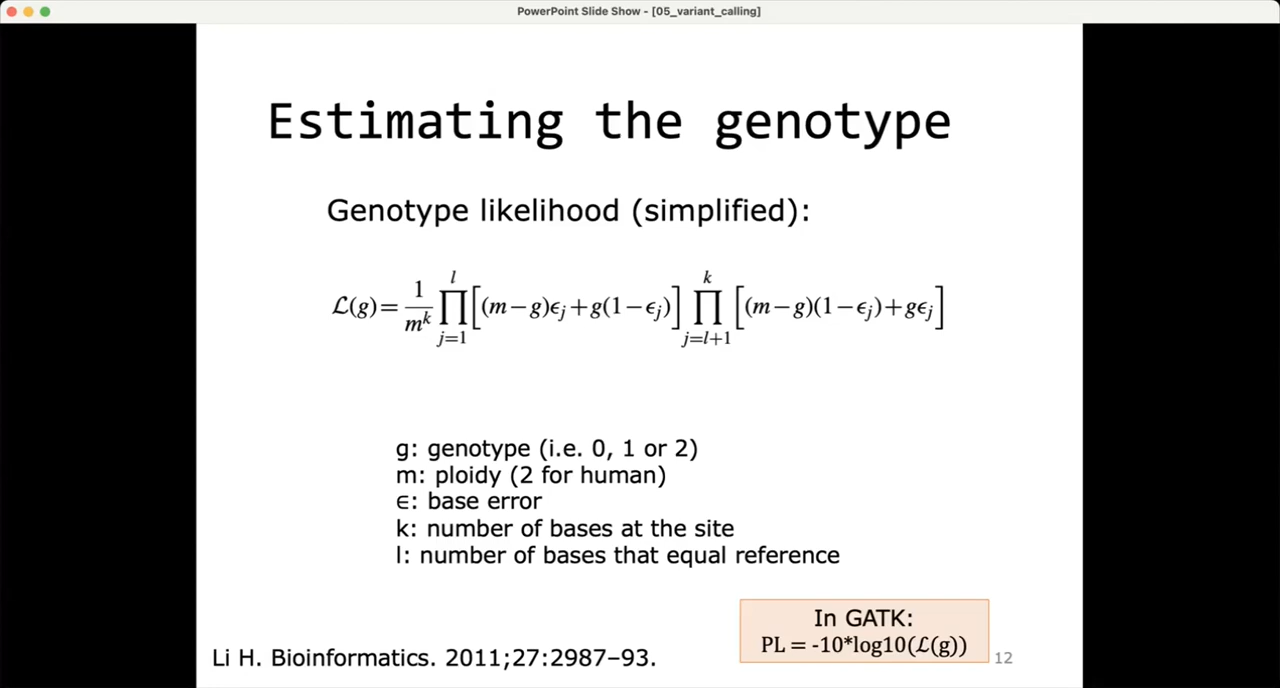 PowerPoint Slide Show - [05_variant_calling]
Estimating the genotype
Genotype likelihood (simplified):
ℒ(g)= 1/m^k ∏_{j=1}^{l} [(m−g)ϵ_j+g(1−ϵ_j)] ∏_{j=l+1}^{k} [(m−g)(1−ϵ_j)+gϵ_j]
g: genotype (i.e. 0, 1 or 2)
m: ploidy (2 for human)
ϵ: base error
k: number of bases at the site
l: number of bases that equal reference
In GATK:
PL = -10*log10(ℒ(g))
Li H. Bioinformatics. 2011;27:2987–93.
12